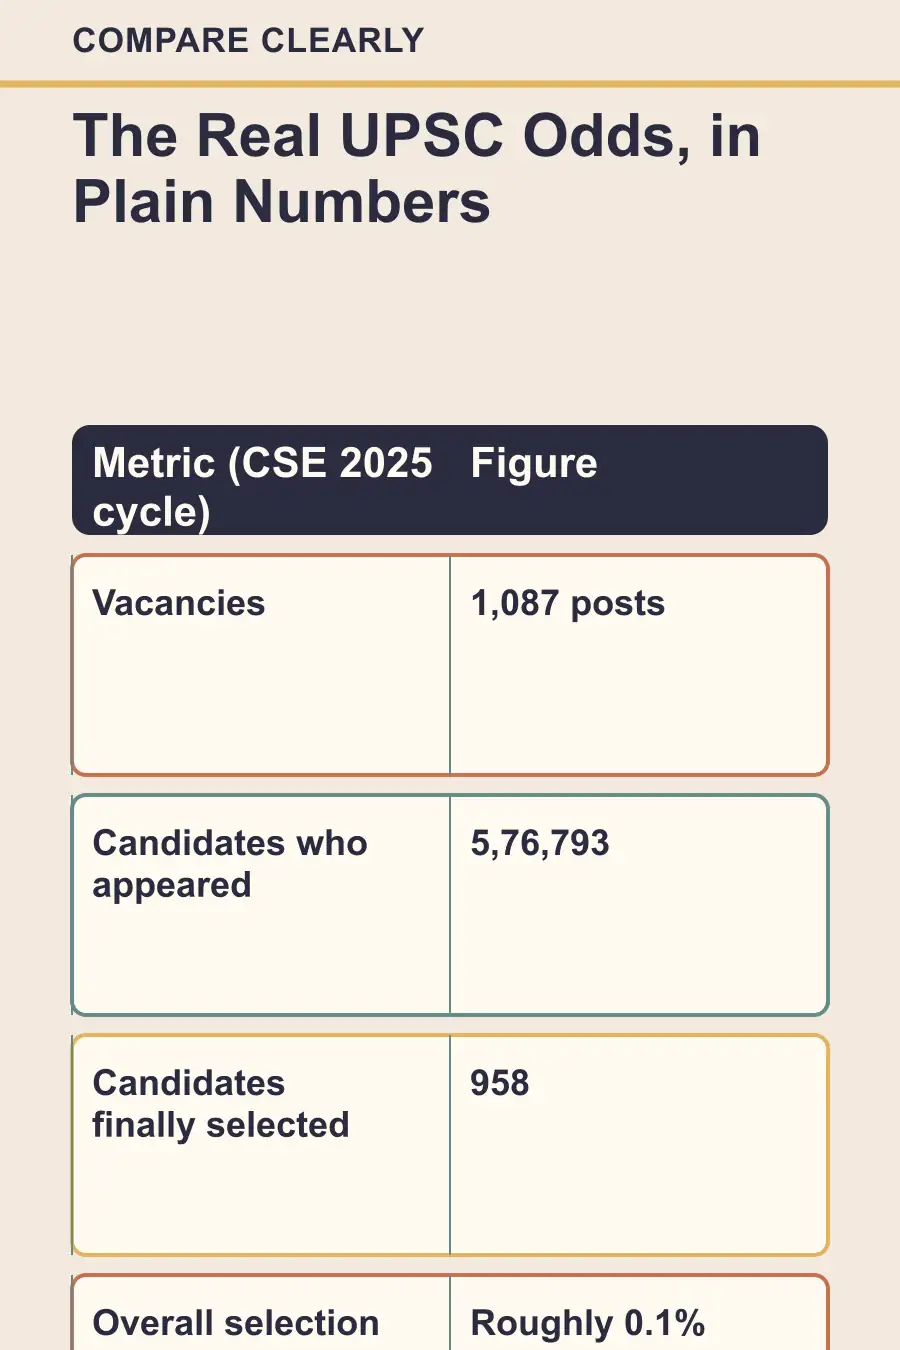 COMPARE CLEARLY
The Real UPSC Odds, in
Plain Numbers
Metric (CSE 2025 Figure
cycle)
Vacancies 1,087 posts
Candidates who 5,76,793
appeared
Candidates 958
finally selected
Overall selection Roughly 0.1%